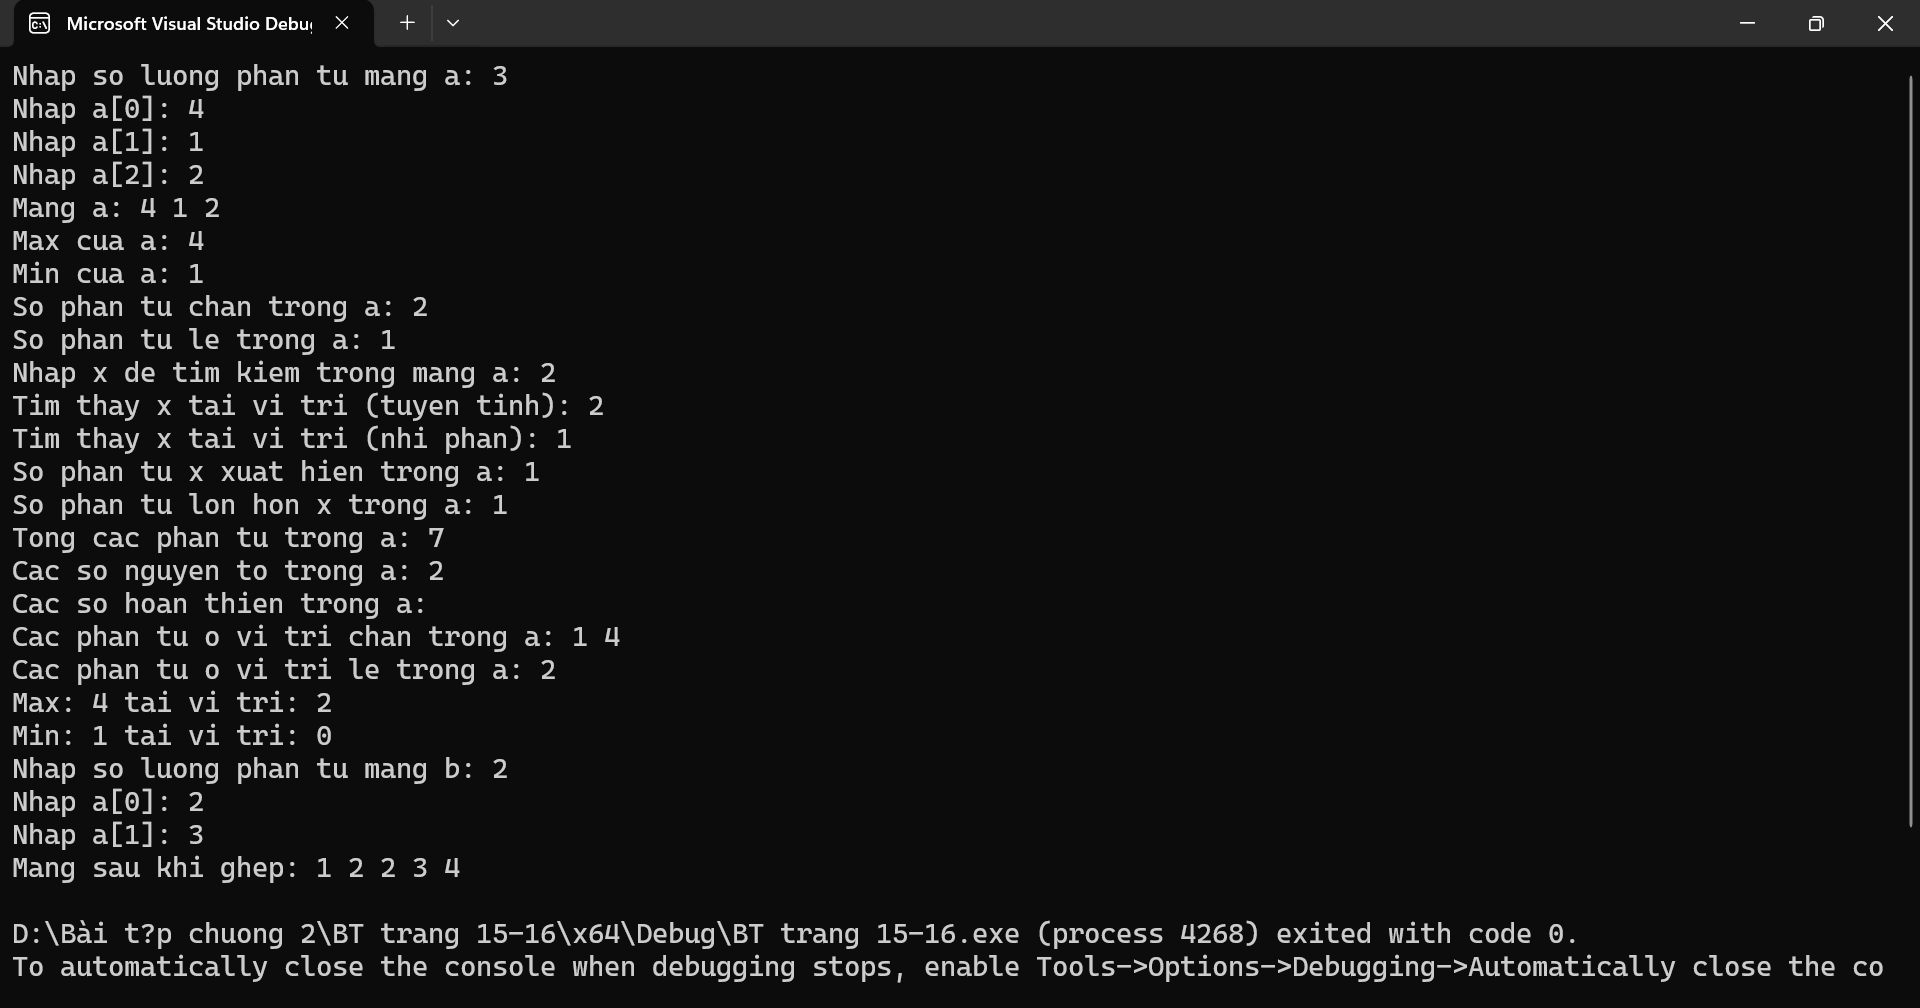 Microsoft Visual Studio Debu
Nhap so luong phan tu mang a: 3
Nhap a[0]: 4
Nhap a[1]: 1
Nhap a[2]: 2
Mang a: 4 1 2
Max cua a: 4
Min cua a: 1
So phan tu chan trong a: 2
So phan tu le trong a: 1
Nhap x de tim kiem trong mang a: 2
Tim thay x tai vi tri (tuyen tinh): 2
Tim thay x tai vi tri (nhi phan): 1
So phan tu x xuat hien trong a: 1
So phan tu lon hon x trong a: 1
Tong cac phan tu trong a: 7
Cac so nguyen to trong a: 2
Cac so hoan thien trong a:
Cac phan tu o vi tri chan trong a: 1 4
Cac phan tu o vi tri le trong a: 2
Max: 4 tai vi tri: 2
Min: 1 tai vi tri: 0
Nhap so luong phan tu mang b: 2
Nhap a[0]: 2
Nhap a[1]: 3
Mang sau khi ghep: 1 2 2 3 4
D:\Bài t?p chuong 2\BT trang 15-16\x64\Debug\BT trang 15-16.exe (process 4268) exited with code 0.
To automatically close the console when debugging stops, enable Tools->Options->Debugging->Automatically close the co